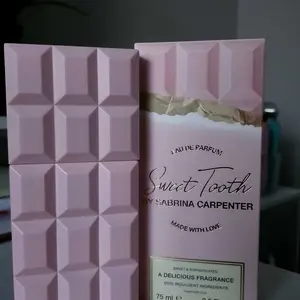 EAU DE PARFUM
Sweet Tooth
BY SABRINA CARPENTER
MADE WITH LOVE
A DELICIOUS FRAGRANCE
75 ml